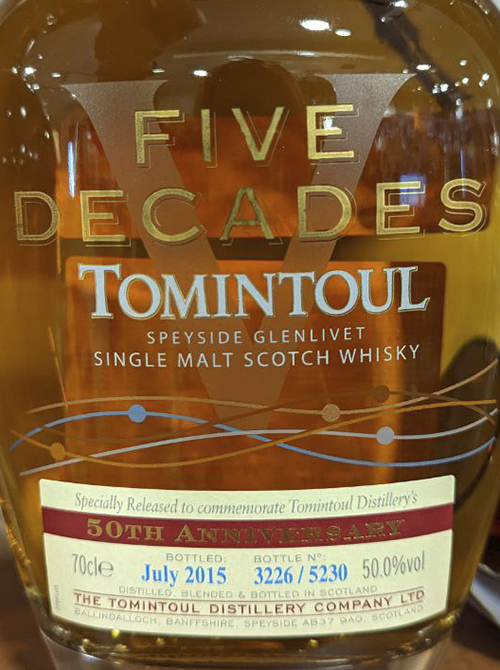 V
FIVE
DECADES
TOMINTOUL
SPEYSIDE GLENLIVET
SINGLE MALT SCOTCH WHISKY
Specially Released to commemorate Tomintoul Distillery's
50TH ANNIVERSARY
70cl℮ BOTTLED: July 2015 BOTTLE Nº: 3226 / 5230 50.0%vol
DISTILLED, BLENDED & BOTTLED IN SCOTLAND
THE TOMINTOUL DISTILLERY COMPANY LTD
BALLINDALLOCH, BANFFSHIRE, SPEYSIDE AB37 9AQ, SCOTLAND